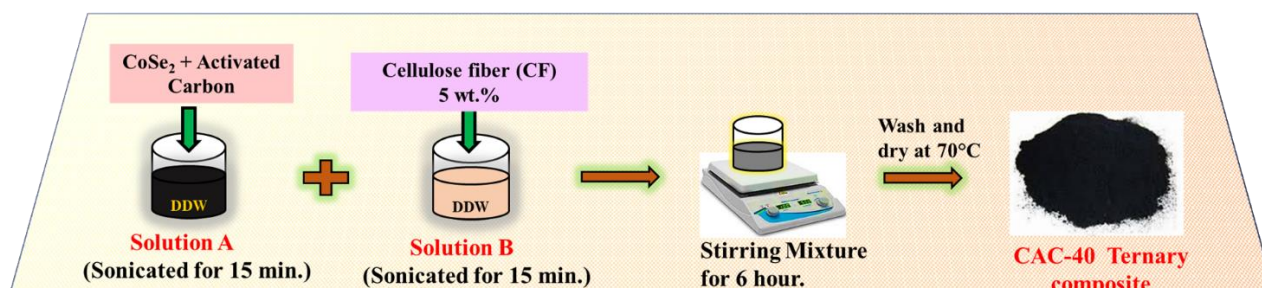 CoSe₂ + Activated
Carbon
Cellulose fiber (CF)
5 wt.%
DDW
DDW
Solution A
(Sonicated for 15 min.)
Solution B
(Sonicated for 15 min.)
Stirring Mixture
for 6 hour.
Wash and
dry at 70°C
CAC-40 Ternary
composite